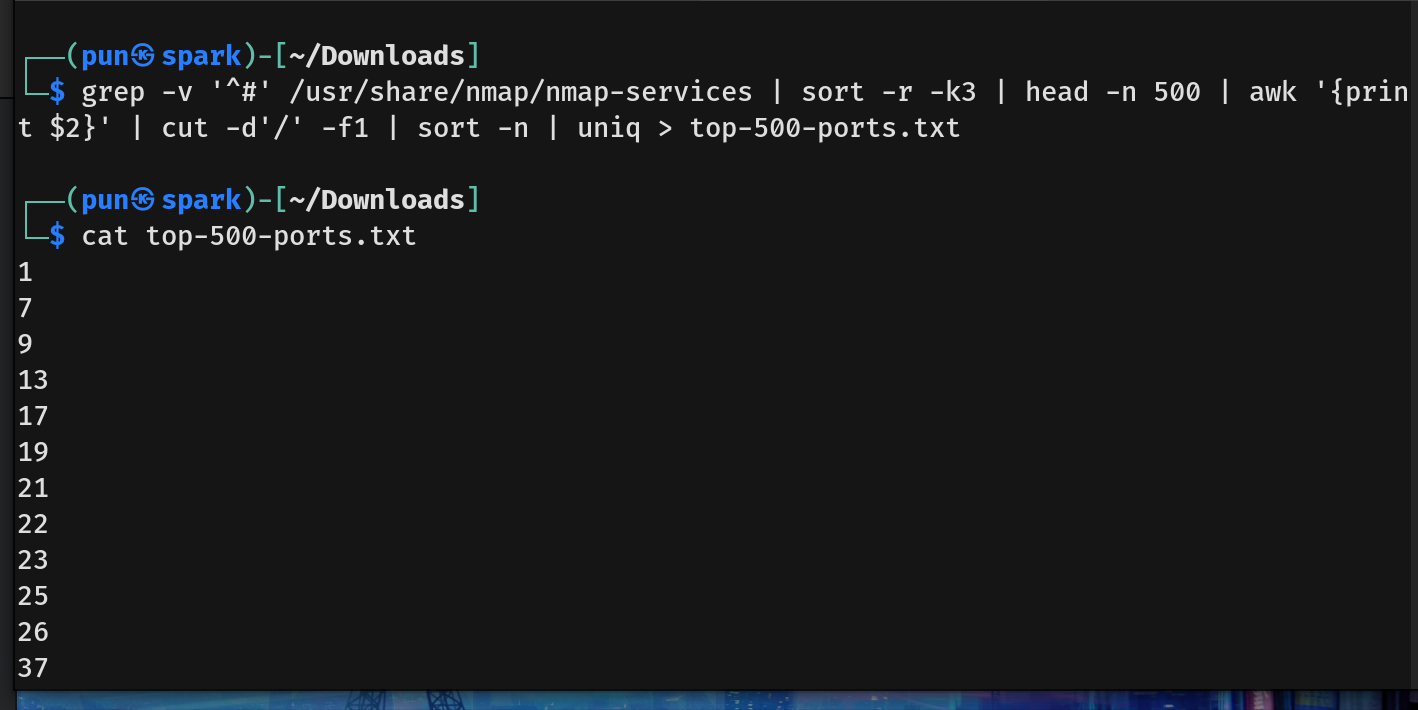 ┌──(pun㉿spark)-[~/Downloads]
└─$ grep -v '^#' /usr/share/nmap/nmap-services | sort -r -k3 | head -n 500 | awk '{prin
t $2}' | cut -d'/' -f1 | sort -n | uniq > top-500-ports.txt
┌──(pun㉿spark)-[~/Downloads]
└─$ cat top-500-ports.txt
1
7
9
13
17
19
21
22
23
25
26
37